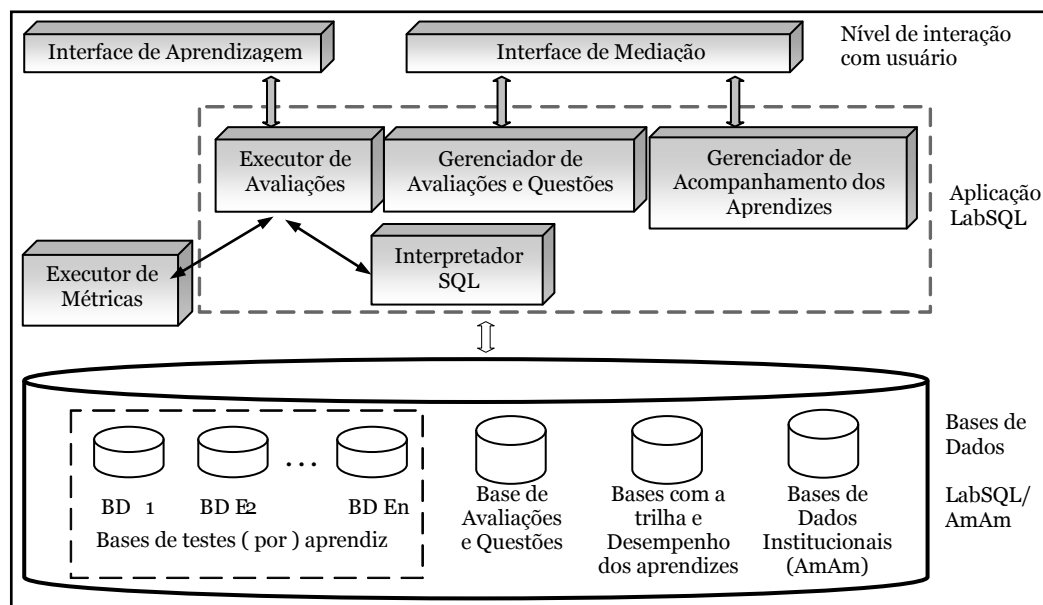 Interface de Aprendizagem
Interface de Mediação
Nível de interação
com usuário
Executor de
Avaliações
Gerenciador de
Avaliações e Questões
Gerenciador de
Acompanhamento dos
Aprendizes
Aplicação
LabSQL
Executor de
Métricas
Interpretador
SQL
BD 1
BD E2
...
BD En
Bases de testes ( por ) aprendiz
Base de
Avaliações
e Questões
Bases com a
trilha e
Desempenho
dos aprendizes
Bases de
Dados
Institucionais
(AmAm)
Bases de
Dados
LabSQL/
AmAm